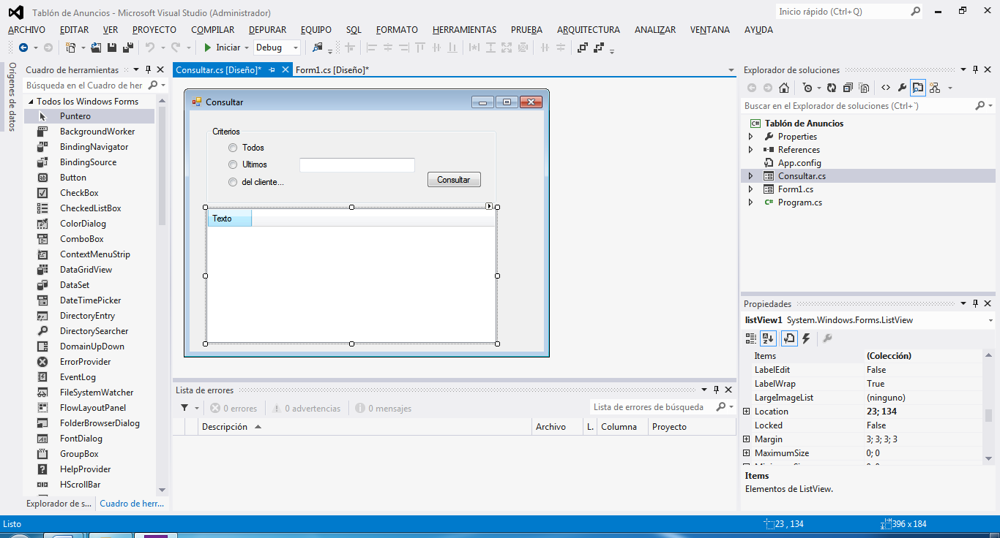 Tablón de Anuncios - Microsoft Visual Studio (Administrador)
Inicio rápido (Ctrl+Q)
ARCHIVO EDITAR VER PROYECTO COMPILAR DEPURAR EQUIPO SQL FORMATO HERRAMIENTAS PRUEBA ARQUITECTURA ANALIZAR VENTANA AYUDA
Iniciar Debug
Orígenes de datos
Cuadro de herramientas
Búsqueda en el Cuadro de her
Todos los Windows Forms
Puntero
BackgroundWorker
BindingNavigator
BindingSource
Button
CheckBox
CheckedListBox
ColorDialog
ComboBox
ContextMenuStrip
DataGridView
DataSet
DateTimePicker
DirectoryEntry
DirectorySearcher
DomainUpDown
ErrorProvider
EventLog
FileSystemWatcher
FlowLayoutPanel
FolderBrowserDialog
FontDialog
GroupBox
HelpProvider
HScrollBar
Explorador de s... Cuadro de herr...
Consultar.cs [Diseño]* Form1.cs [Diseño]*
Consultar
Criterios
Todos
Ultimos
del cliente...
Consultar
Texto
Lista de errores
0 errores 0 advertencias 0 mensajes
Lista de errores de búsqueda
Descripción Archivo L. Columna Proyecto
Explorador de soluciones
Buscar en el Explorador de soluciones (Ctrl+`)
C# Tablón de Anuncios
Properties
References
App.config
Consultar.cs
Form1.cs
C# Program.cs
Propiedades
listView1 System.Windows.Forms.ListView
Items (Colección)
LabelEdit False
LabelWrap True
LargeImageList (ninguno)
Location 23; 134
Locked False
Margin 3; 3; 3; 3
MaximumSize 0; 0
Items
Elementos de ListView.
Listo
23 , 134
396 x 184